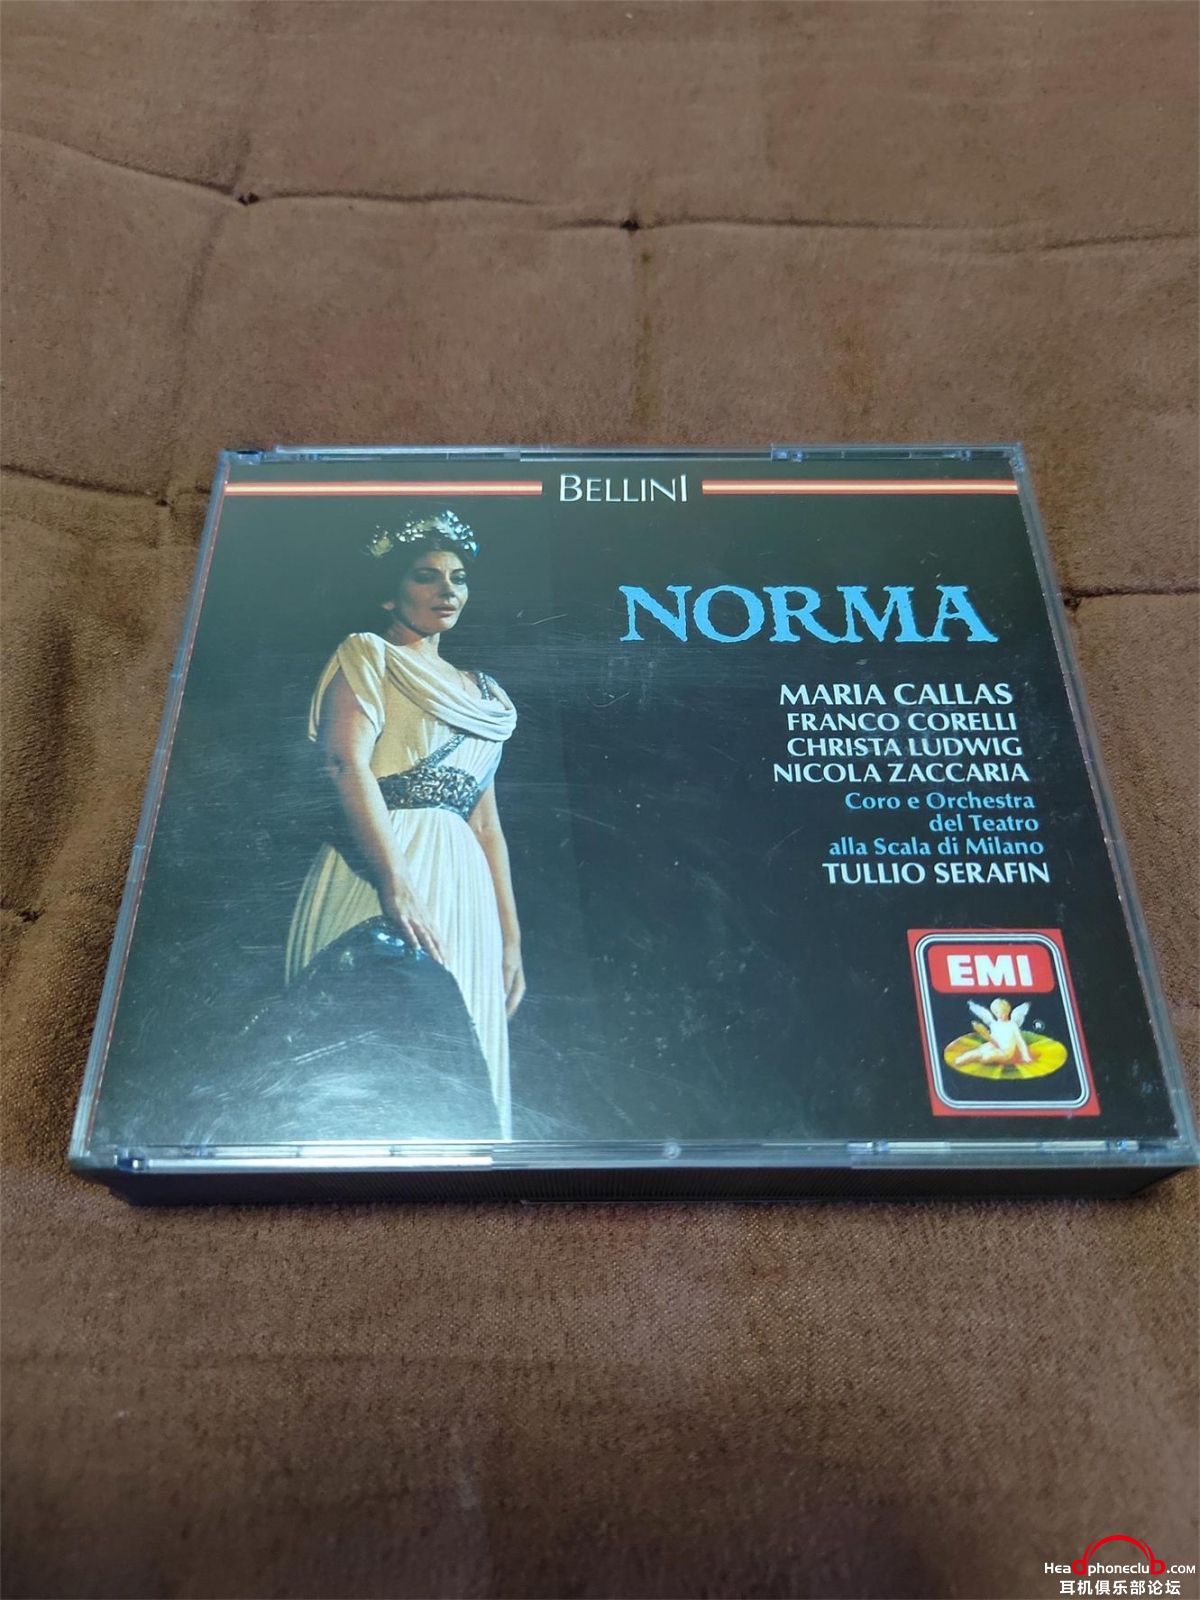 BELLINI
NORMA
MARIA CALLAS
FRANCO CORELLI
CHRISTA LUDWIG
NICOLA ZACCARIA
Coro e Orchestra
del Teatro
alla Scala di Milano
TULLIO SERAFIN
EMI
®
Headphoneclub.com
耳机俱乐部论坛